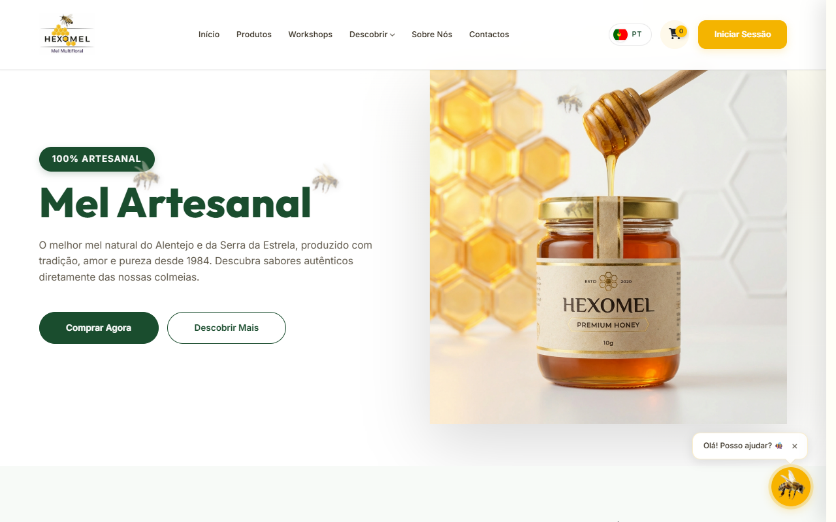 HEXOMEL
Mel Multifloral
Início
Produtos
Workshops
Descobrir
Sobre Nós
Contactos
PT
0
Iniciar Sessão
100% ARTESANAL
Mel Artesanal
O melhor mel natural do Alentejo e da Serra da Estrela, produzido com
tradição, amor e pureza desde 1984. Descubra sabores autênticos
diretamente das nossas colmeias.
Comprar Agora
Descobrir Mais
ESTD 2020
HEXOMEL
PREMIUM HONEY
10g
Olá! Posso ajudar?